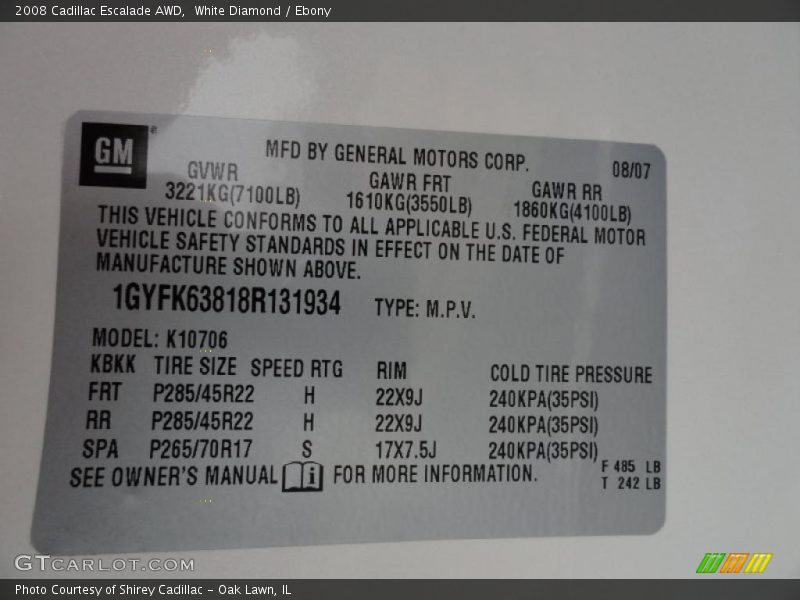 2008 Cadillac Escalade AWD,  White Diamond / Ebony
GM
MFD BY GENERAL MOTORS CORP. 08/07
GVWR GAWR FRT GAWR RR
3221KG(7100LB) 1610KG(3550LB) 1860KG(4100LB)
THIS VEHICLE CONFORMS TO ALL APPLICABLE U.S. FEDERAL MOTOR
VEHICLE SAFETY STANDARDS IN EFFECT ON THE DATE OF
MANUFACTURE SHOWN ABOVE.
1GYFK63818R131934 TYPE: M.P.V.
MODEL: K10706
KBKK TIRE SIZE SPEED RTG RIM COLD TIRE PRESSURE
FRT P285/45R22 H 22X9J 240KPA(35PSI)
RR P285/45R22 H 22X9J 240KPA(35PSI)
SPA P265/70R17 S 17X7.5J 240KPA(35PSI)
SEE OWNER'S MANUAL i FOR MORE INFORMATION.
F 485 LB
T 242 LB
GTCARLOT.COM
Photo Courtesy of Shirey Cadillac - Oak Lawn, IL